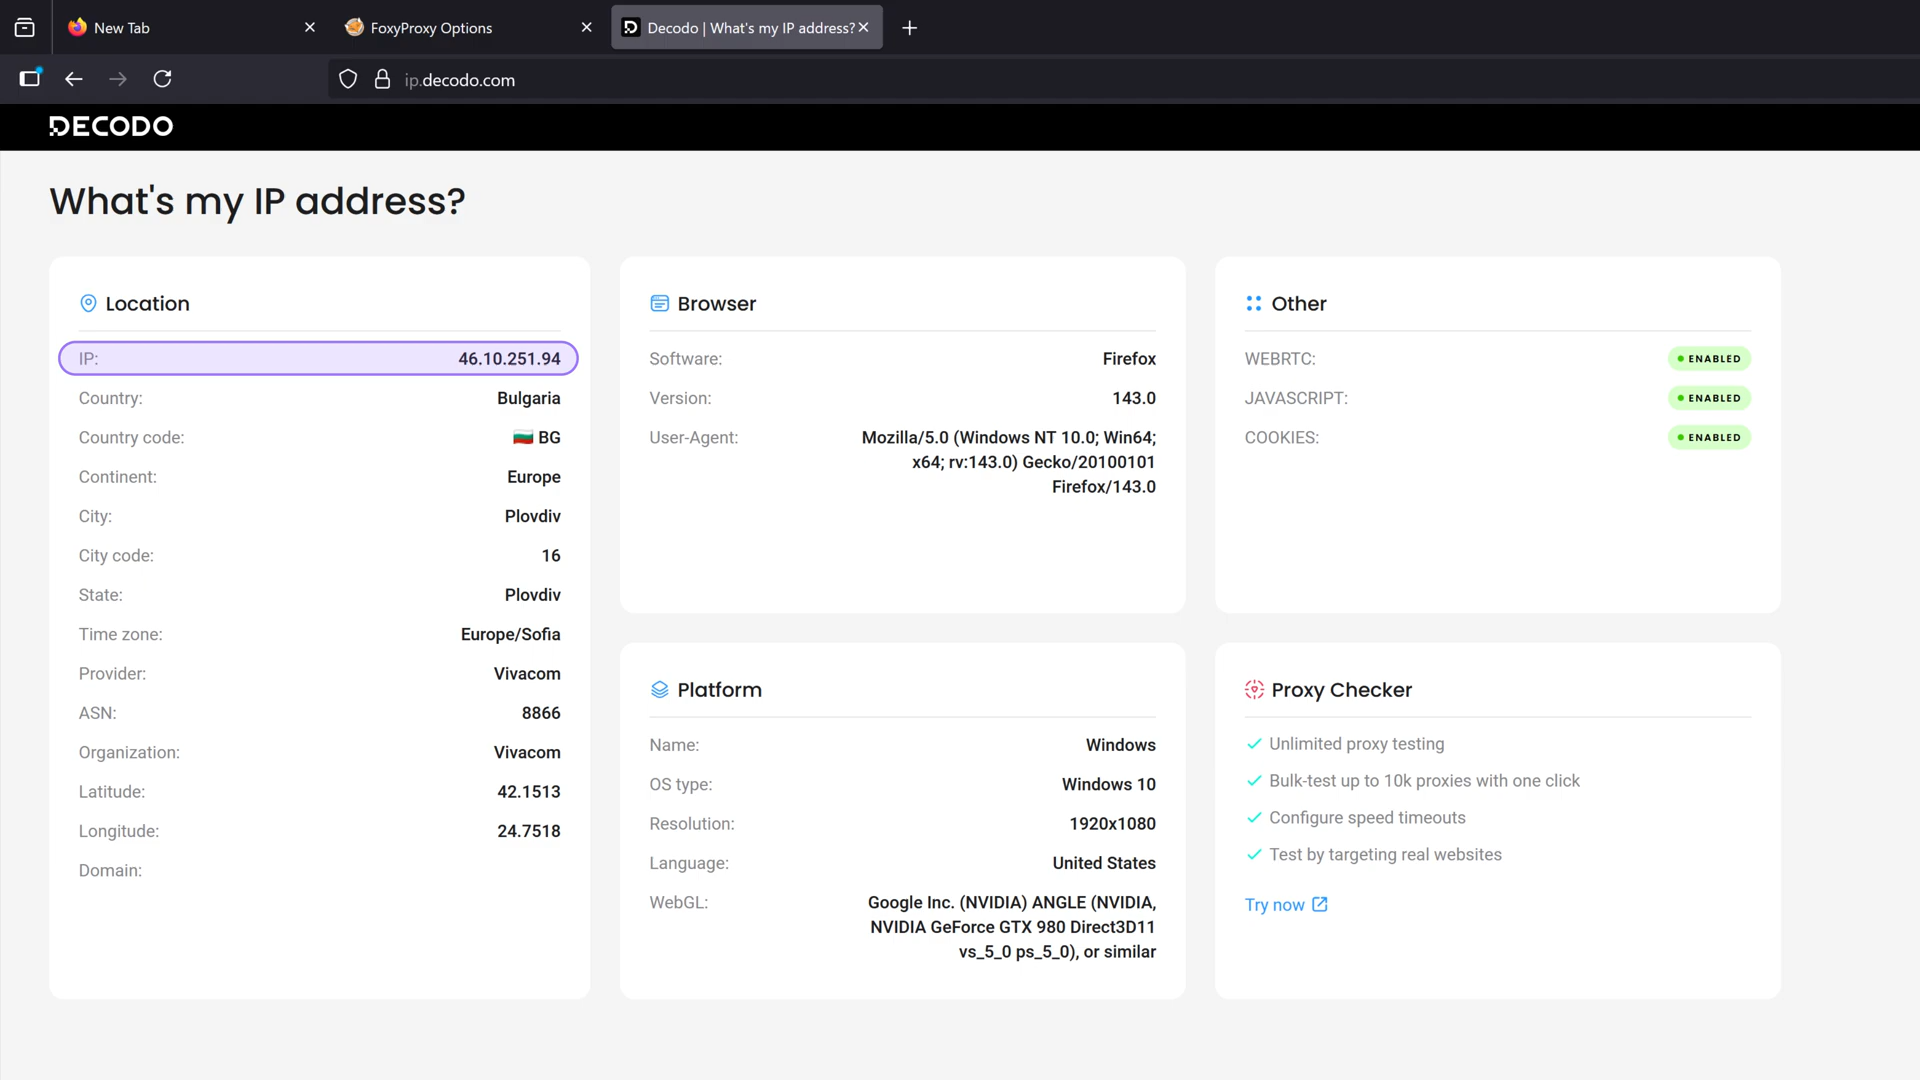 New Tab
FoxyProxy Options
Decodo | What's my IP address?
ip.decodo.com
DECODO
What's my IP address?
Location
IP: 46.10.251.94
Country: Bulgaria
Country code: BG
Continent: Europe
City: Plovdiv
City code: 16
State: Plovdiv
Time zone: Europe/Sofia
Provider: Vivacom
ASN: 8866
Organization: Vivacom
Latitude: 42.1513
Longitude: 24.7518
Domain:
Browser
Software: Firefox
Version: 143.0
User-Agent: Mozilla/5.0 (Windows NT 10.0; Win64;
x64; rv:143.0) Gecko/20100101
Firefox/143.0
Other
WEBRTC: ENABLED
JAVASCRIPT: ENABLED
COOKIES: ENABLED
Platform
Name: Windows
OS type: Windows 10
Resolution: 1920x1080
Language: United States
WebGL: Google Inc. (NVIDIA) ANGLE (NVIDIA,
NVIDIA GeForce GTX 980 Direct3D11
vs_5_0 ps_5_0), or similar
Proxy Checker
Unlimited proxy testing
Bulk-test up to 10k proxies with one click
Configure speed timeouts
Test by targeting real websites
Try now